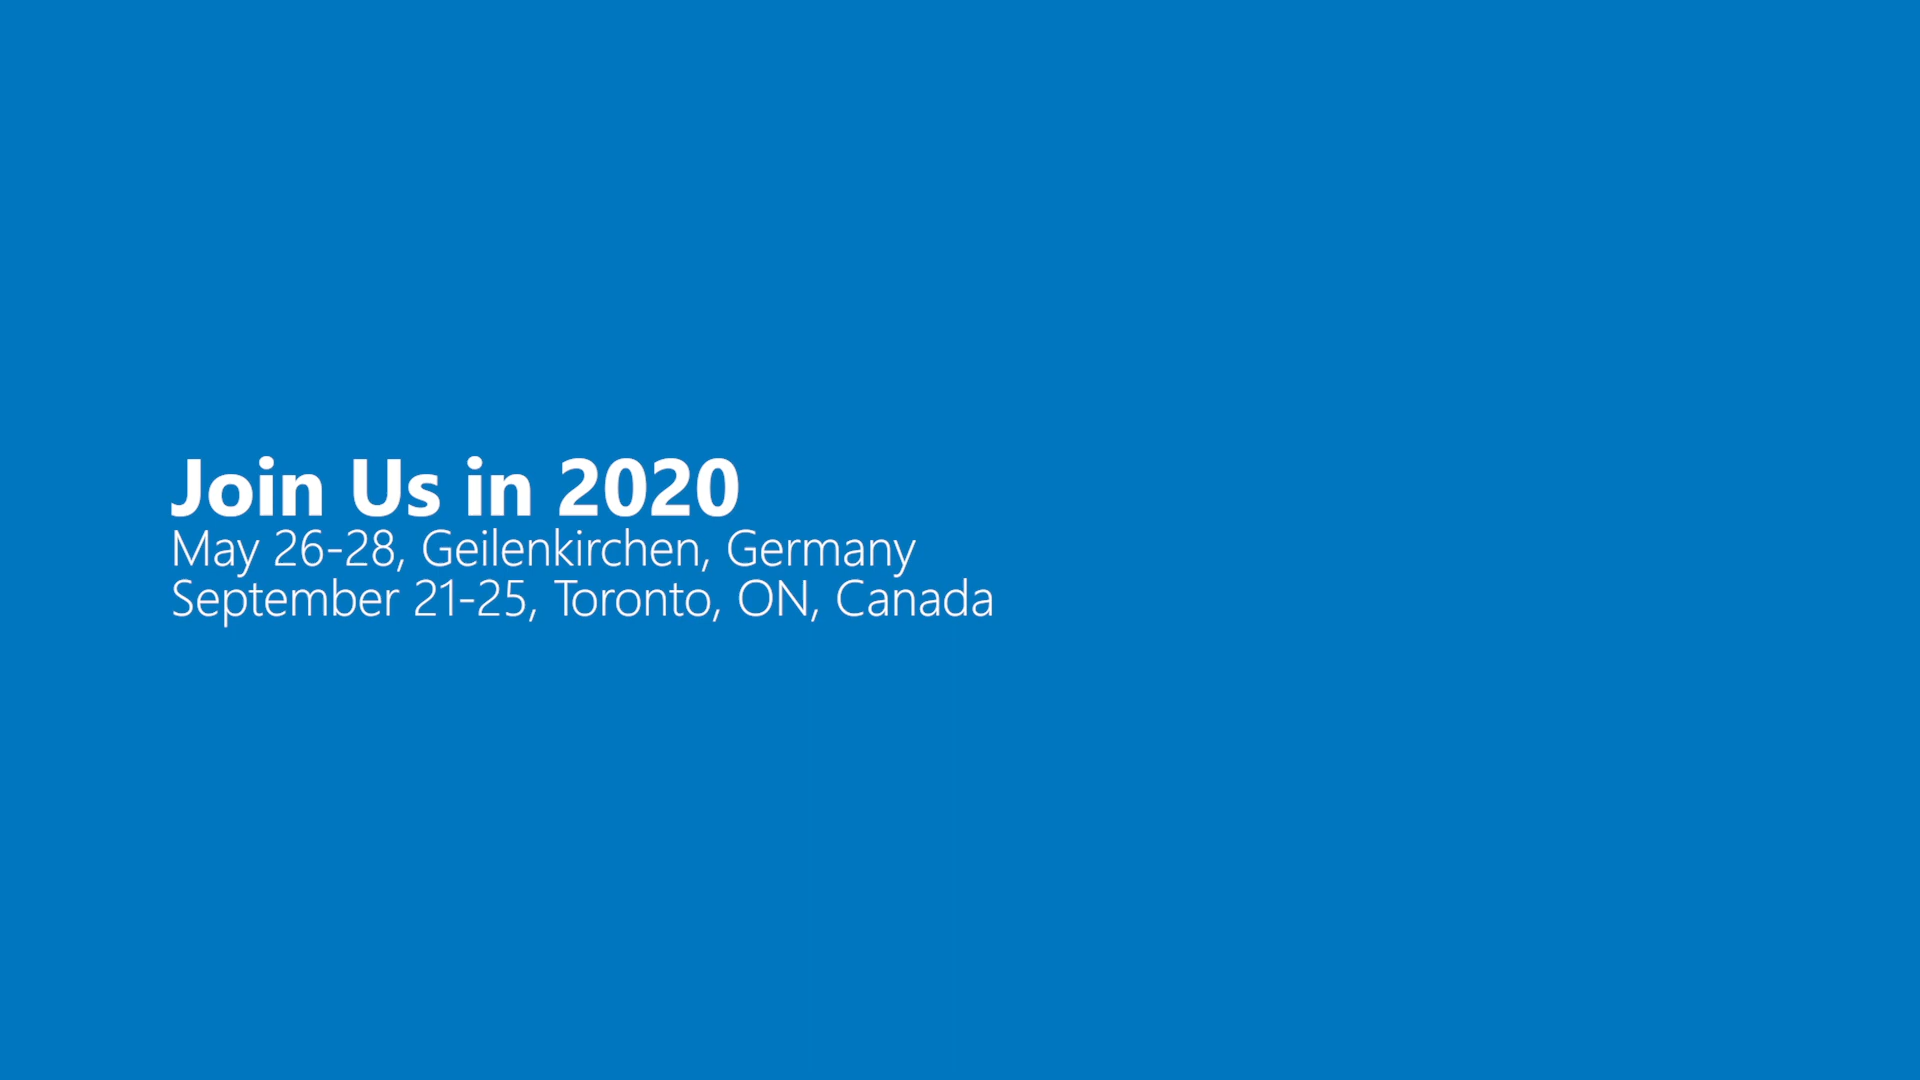 Join Us in 2020
May 26-28, Geilenkirchen, Germany
September 21-25, Toronto, ON, Canada